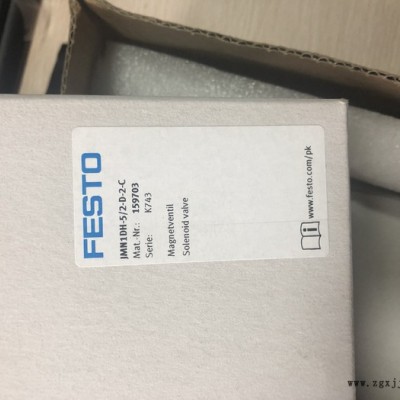 FESTO
JMN1DH-5/2-D-2-C
Mat.-Nr.: 159703
Serie: K743
Magnetventil
Solenoid valve
www.festo.com/pk